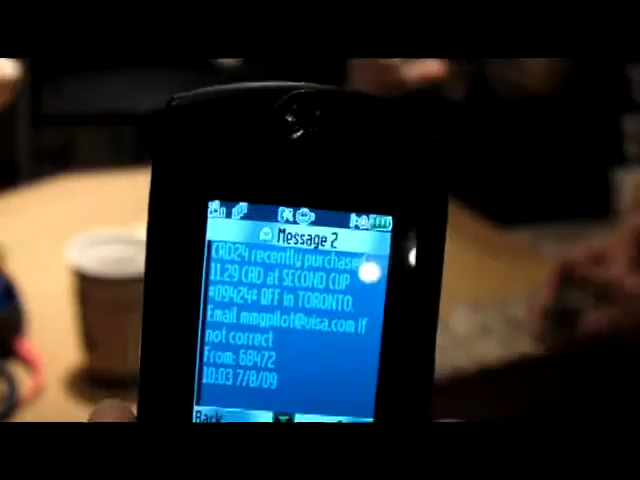 Message 2
CRD24 recently purchased
11.29 CAD at SECOND CUP
#09424# OFF in TORONTO.
Email mmgpilot@visa.com if
not correct
From: 68472
10:03 7/8/09
Back